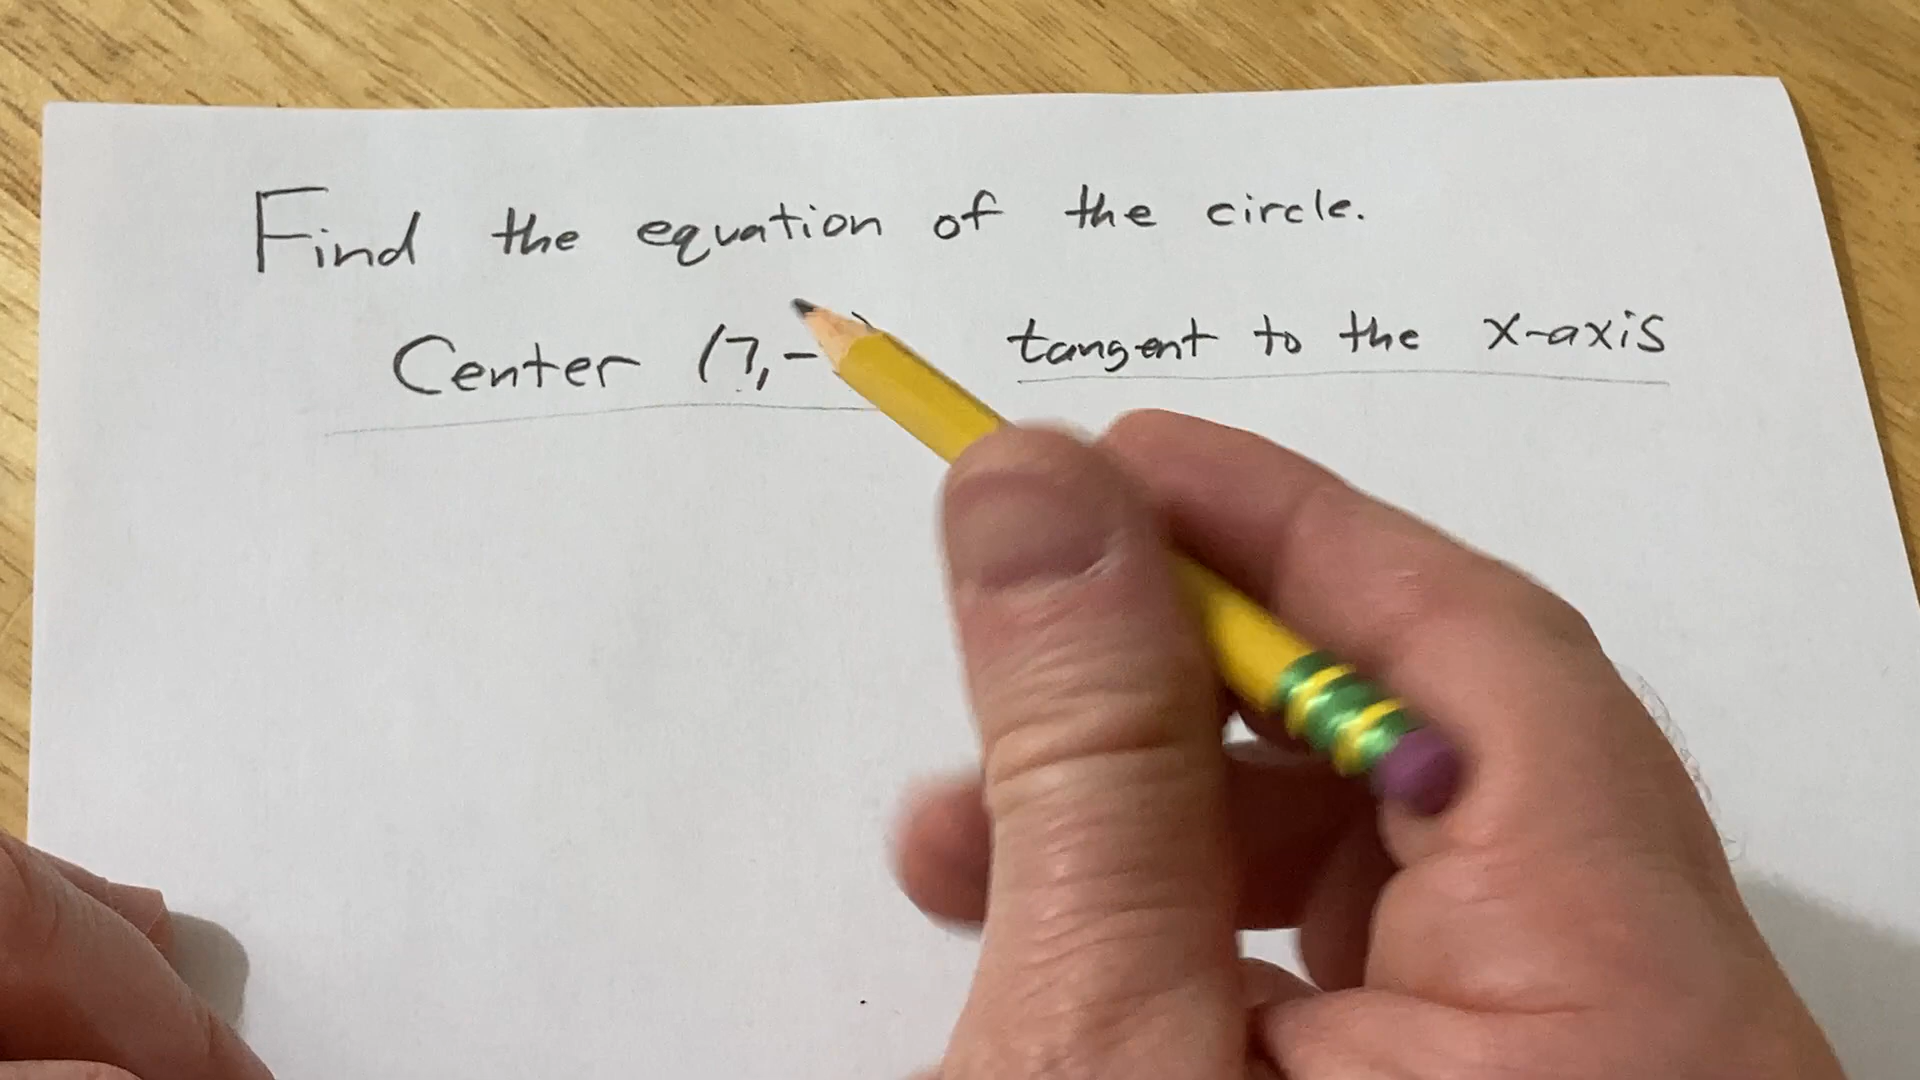 Find the equation of the circle.
Center (7,- ) tangent to the x-axis